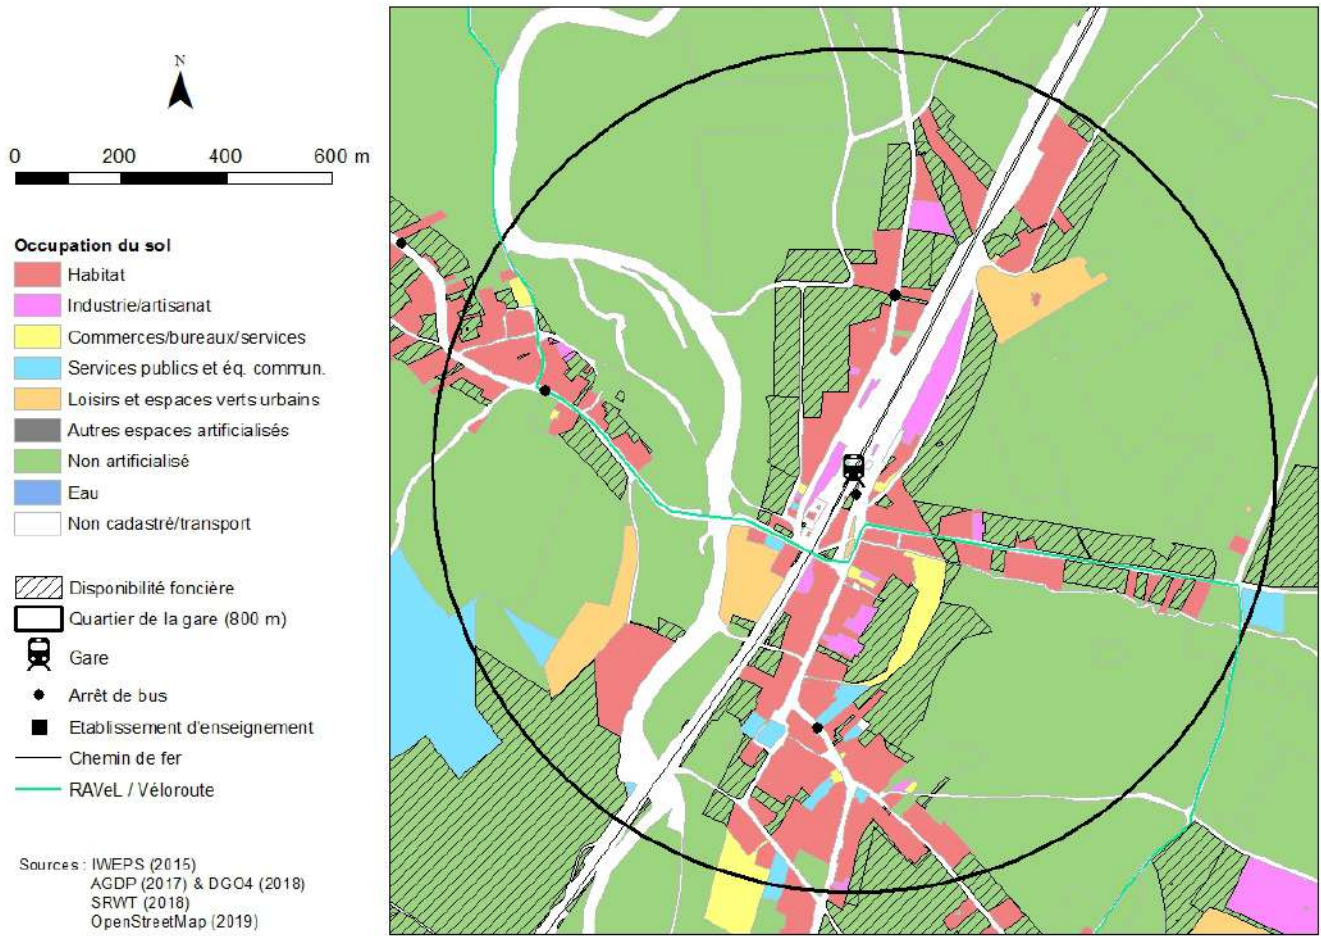 N
0 200 400 600 m
Occupation du sol
Habitat
Industrie/artisanat
Commerces/bureaux/services
Services publics et éq. commun.
Loisirs et espaces verts urbains
Autres espaces artificialisés
Non artificialisé
Eau
Non cadastré/transport
Disponibilité foncière
Quartier de la gare (800 m)
Gare
Arrêt de bus
Etablissement d'enseignement
Chemin de fer
RAVeL / Véloroute
Sources : IWEPS (2015)
AGDP (2017) & DGO4 (2018)
SRWT (2018)
OpenStreetMap (2019)